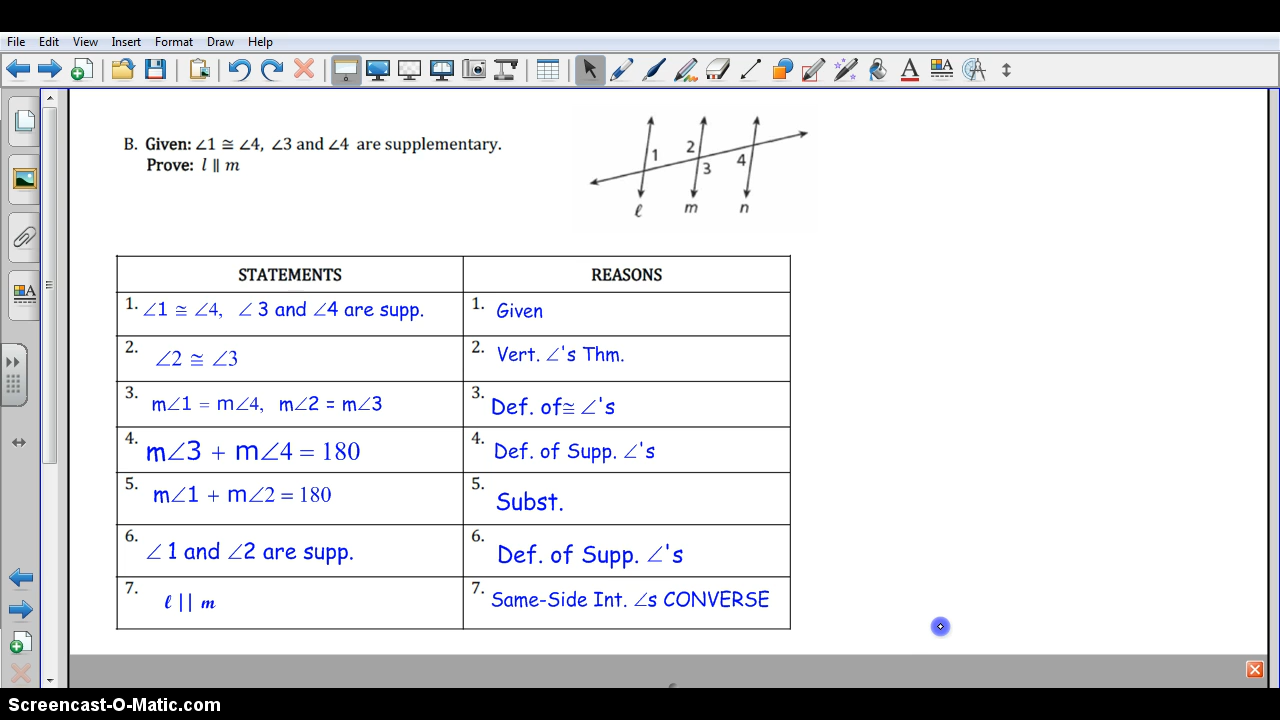 File Edit View Insert Format Draw Help
B. Given: ∠1 ≅ ∠4, ∠3 and ∠4 are supplementary.
Prove: l ∥ m
1 2 3 4
ℓ m n
STATEMENTS REASONS
1. ∠1 ≅ ∠4, ∠ 3 and ∠4 are supp. 1. Given
2. ∠2 ≅ ∠3 2. Vert. ∠'s Thm.
3. m∠1 = m∠4, m∠2 = m∠3 3. Def. of ≅ ∠'s
4. m∠3 + m∠4 = 180 4. Def. of Supp. ∠'s
5. m∠1 + m∠2 = 180 5. Subst.
6. ∠ 1 and ∠2 are supp. 6. Def. of Supp. ∠'s
7. ℓ || m 7. Same-Side Int. ∠s CONVERSE
Screencast-O-Matic.com